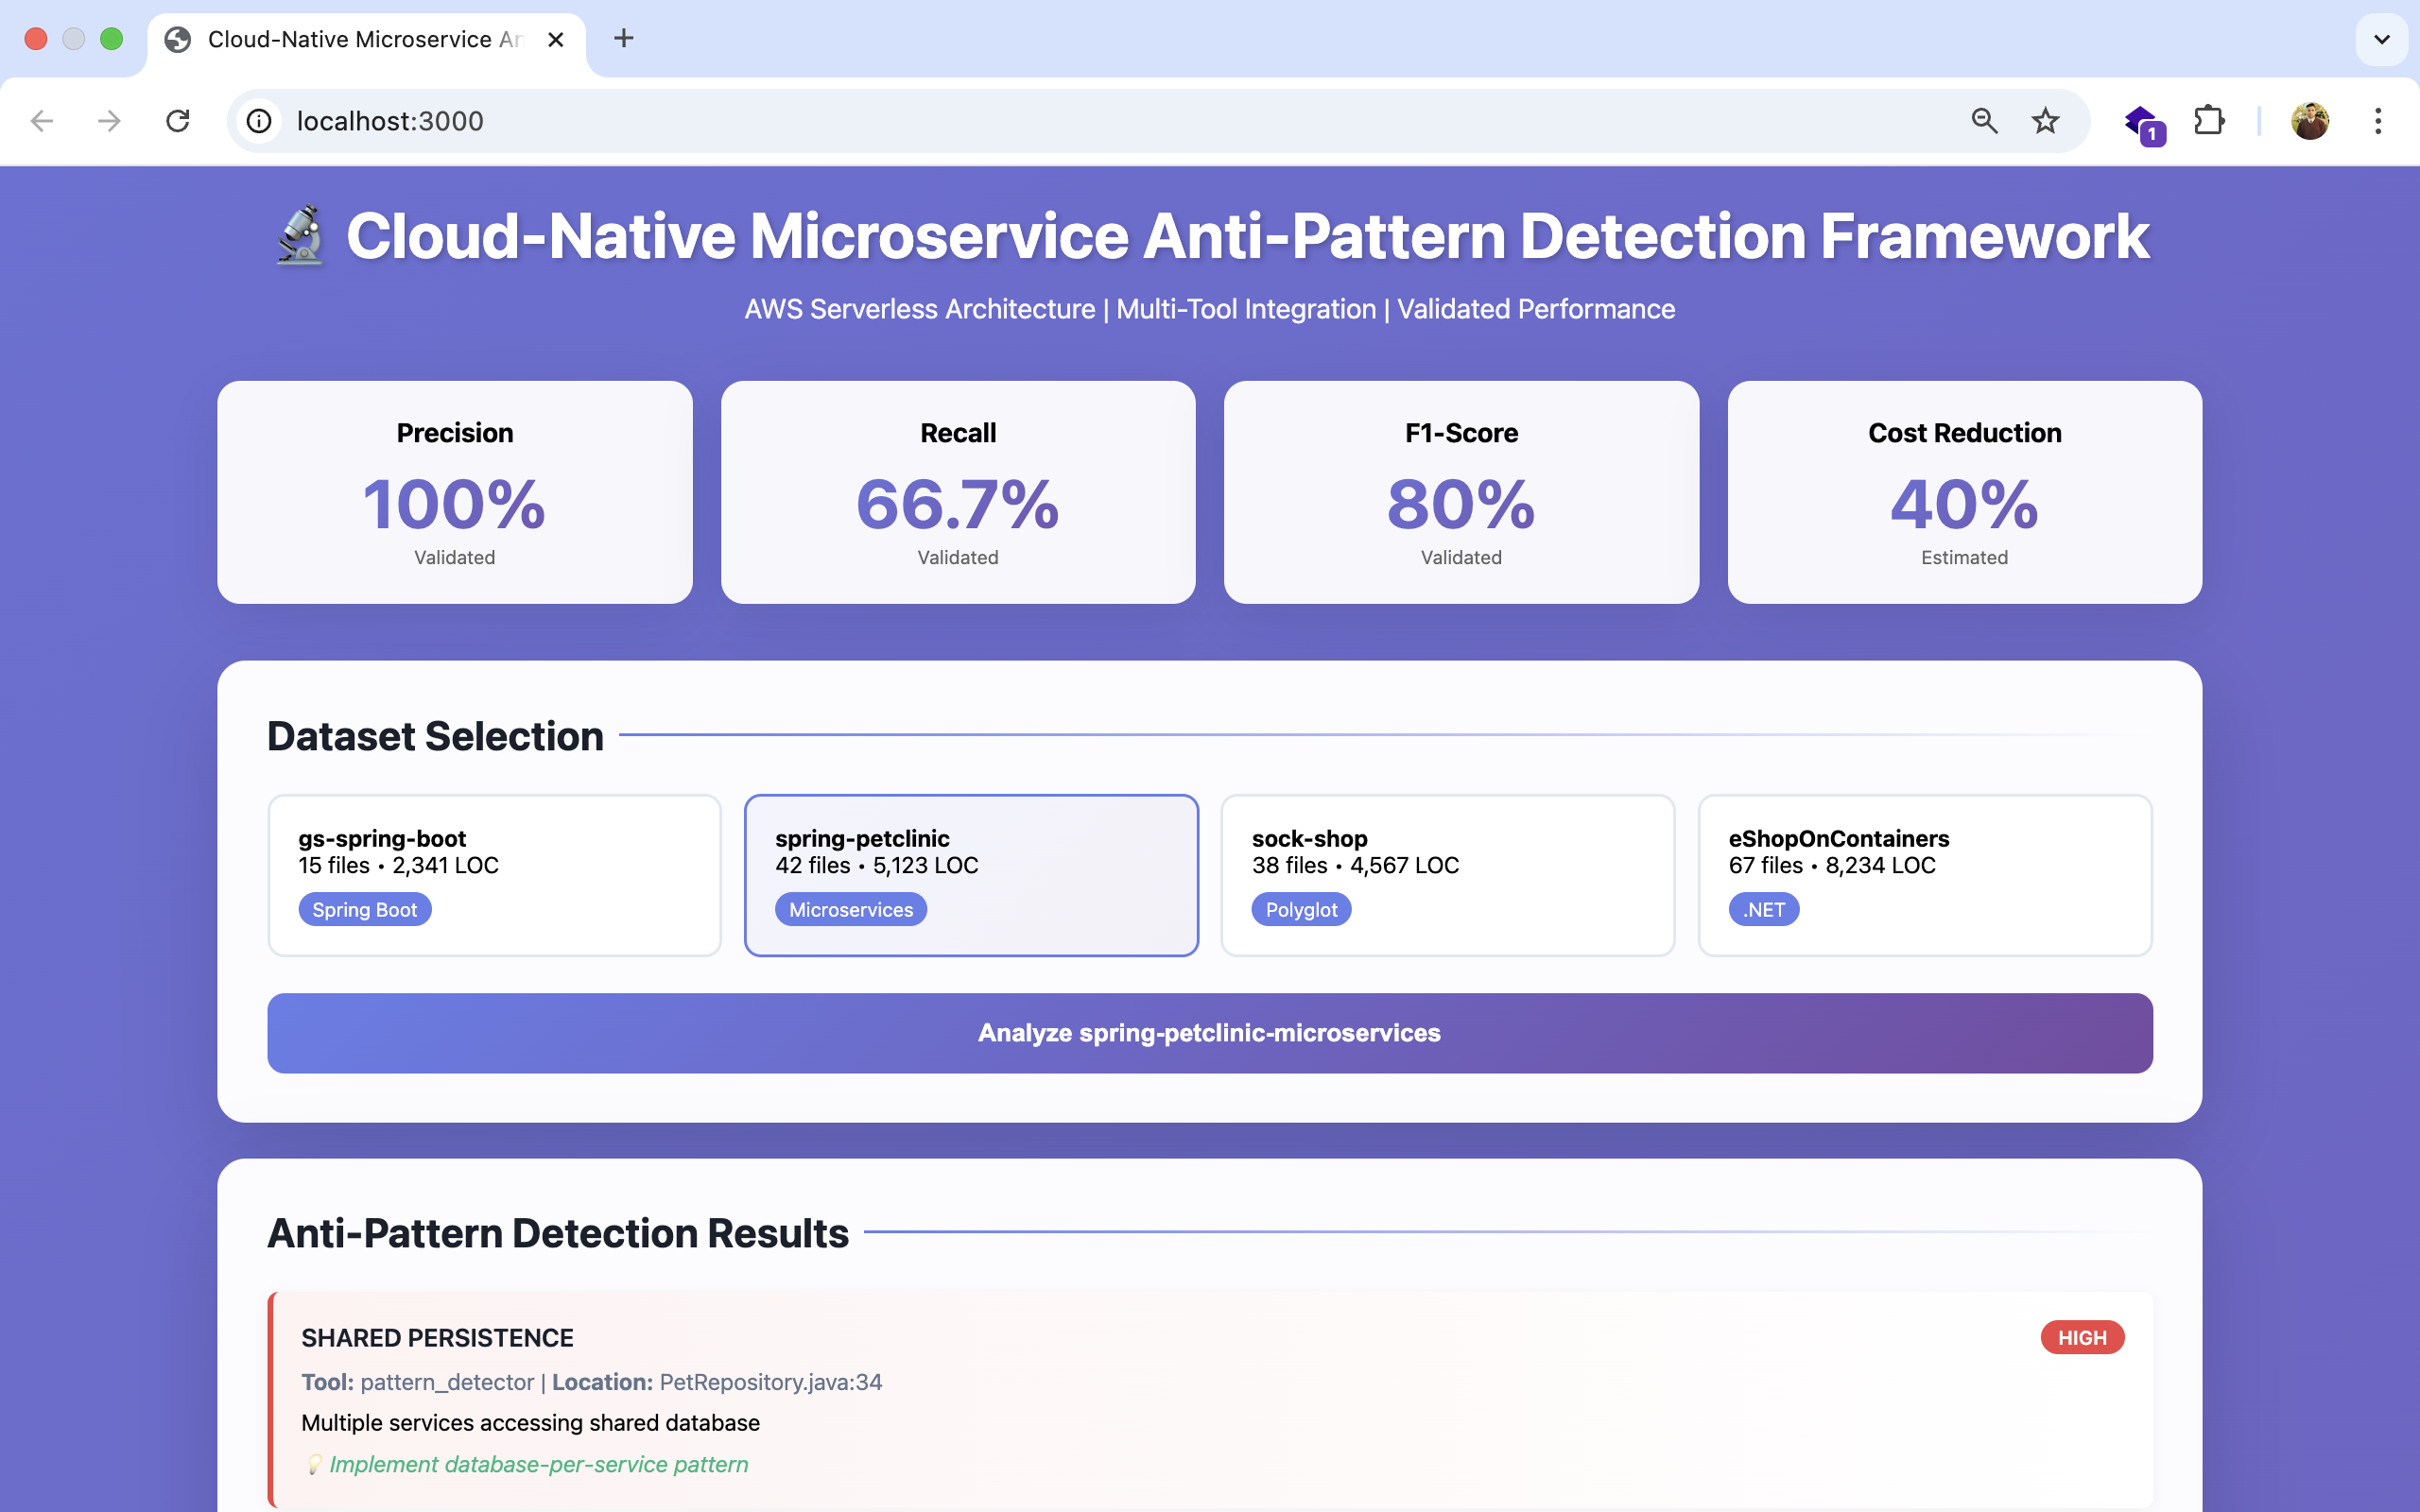 Cloud-Native Microservice An
localhost:3000
1
Cloud-Native Microservice Anti-Pattern Detection Framework
AWS Serverless Architecture | Multi-Tool Integration | Validated Performance
Precision
100%
Validated
Recall
66.7%
Validated
F1-Score
80%
Validated
Cost Reduction
40%
Estimated
Dataset Selection
gs-spring-boot
15 files • 2,341 LOC
Spring Boot
spring-petclinic
42 files • 5,123 LOC
Microservices
sock-shop
38 files • 4,567 LOC
Polyglot
eShopOnContainers
67 files • 8,234 LOC
.NET
Analyze spring-petclinic-microservices
Anti-Pattern Detection Results
SHARED PERSISTENCE
HIGH
Tool: pattern_detector | Location: PetRepository.java:34
Multiple services accessing shared database
Implement database-per-service pattern